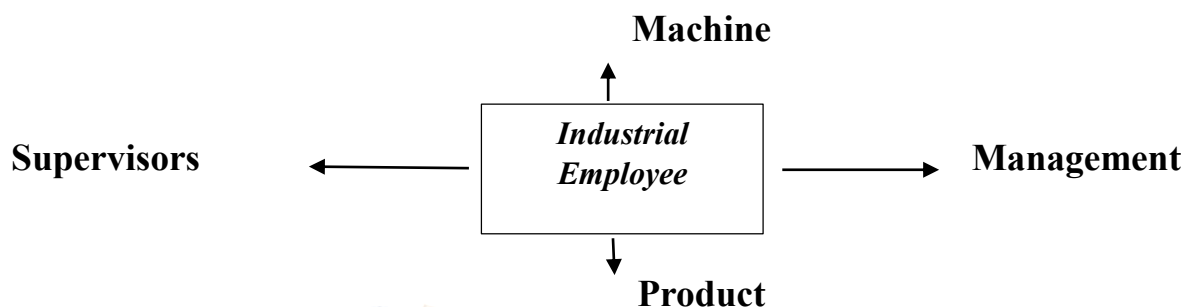 Machine
Industrial
Employee
Supervisors
Management
Product